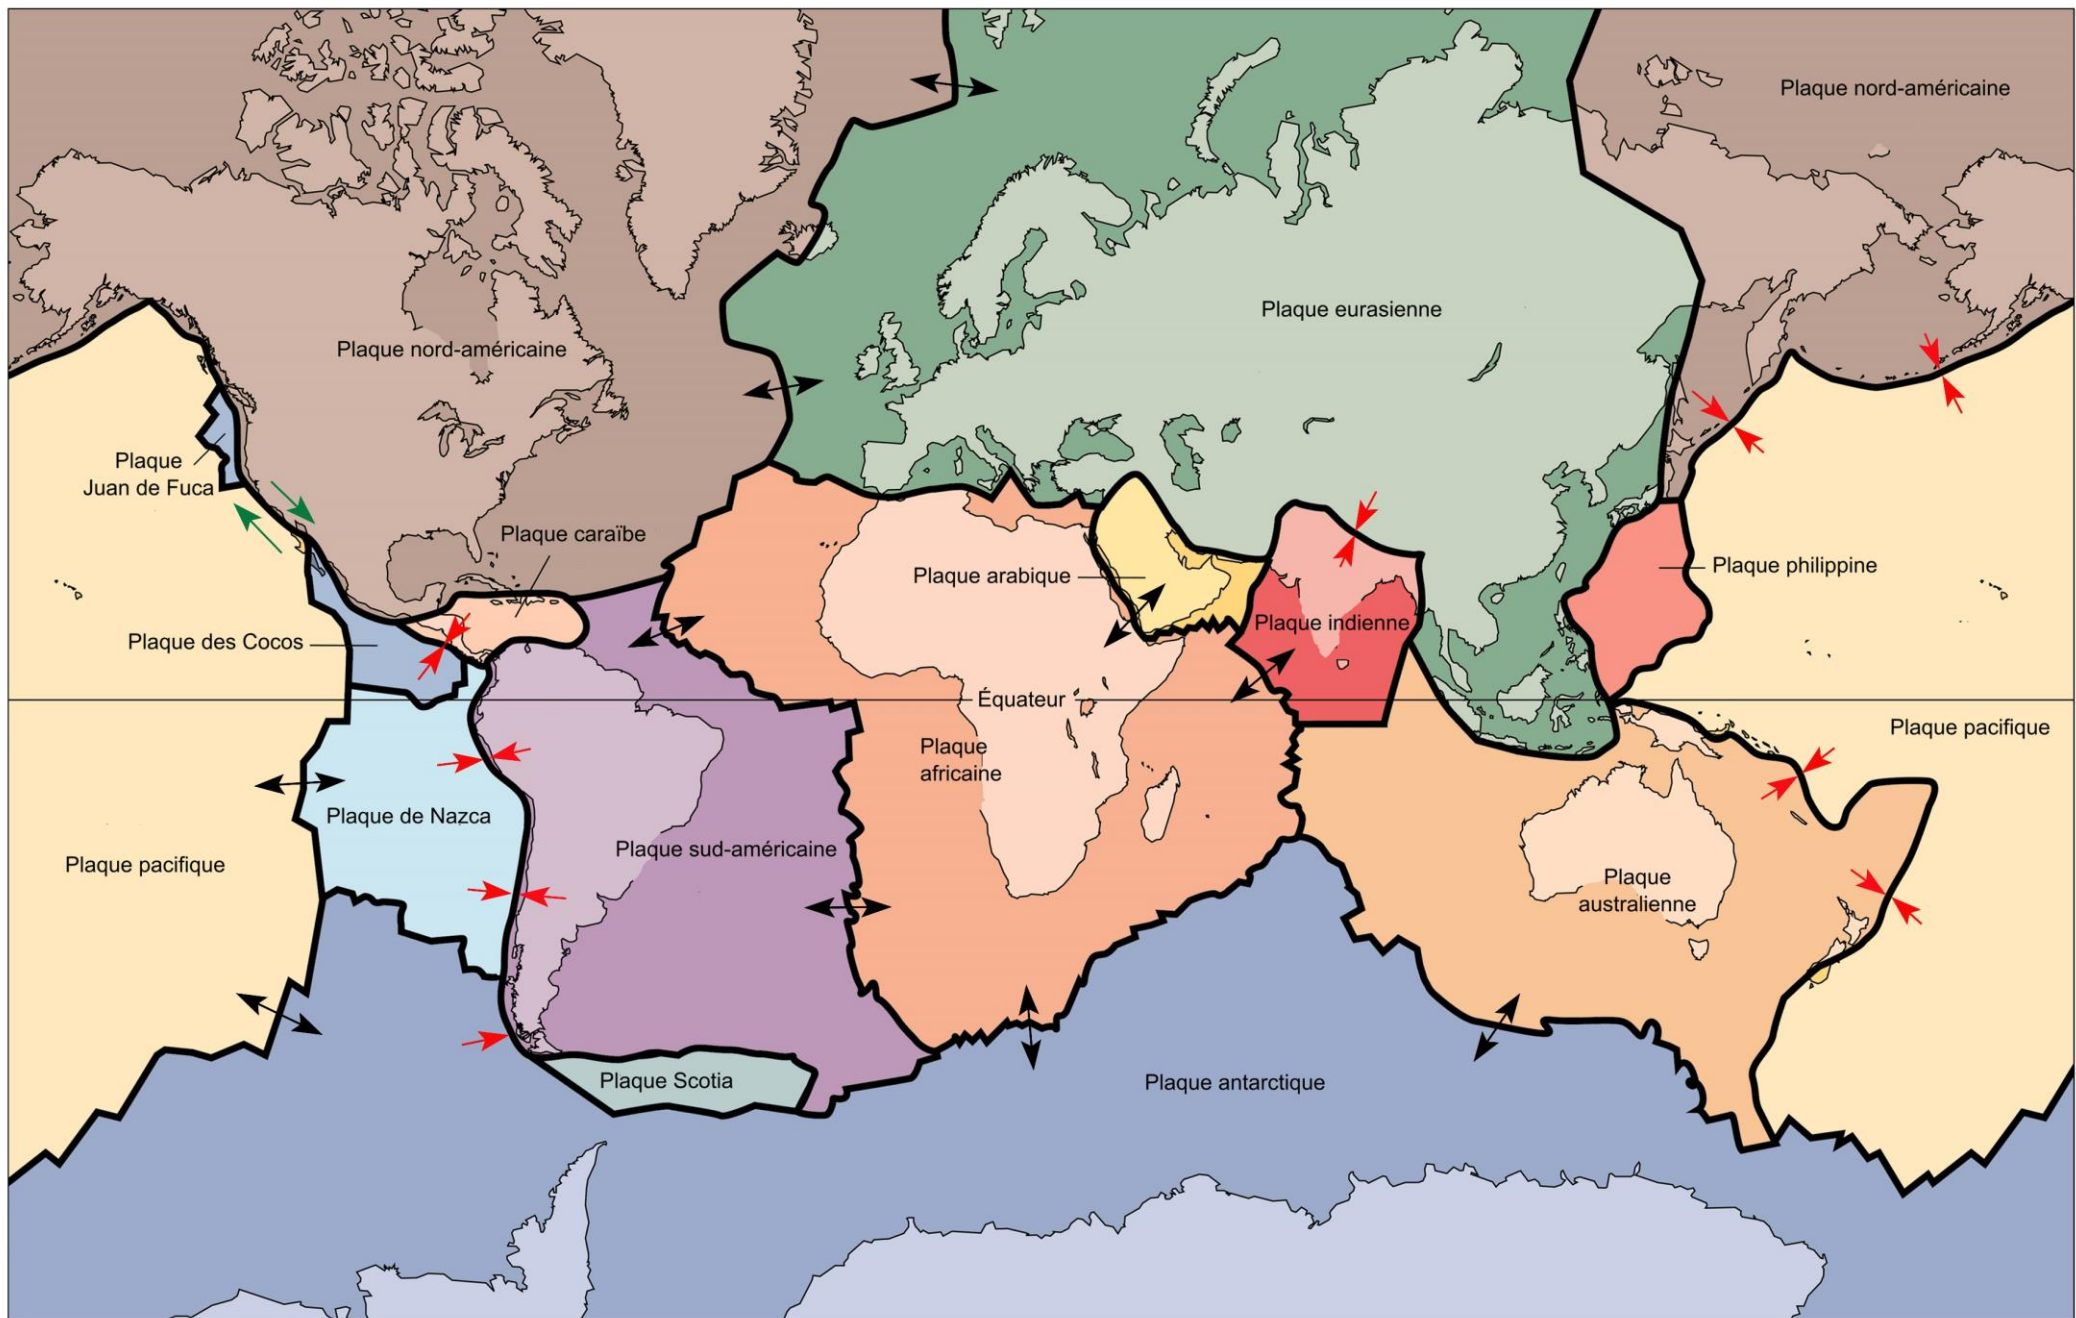 Plaque nord-américaine
Plaque eurasienne
Plaque nord-américaine
Plaque
Juan de Fuca
Plaque caraïbe
Plaque arabique
Plaque philippine
Plaque indienne
Plaque des Cocos
Équateur
Plaque pacifique
Plaque
africaine
Plaque de Nazca
Plaque sud-américaine
Plaque pacifique
Plaque
australienne
Plaque Scotia
Plaque antarctique